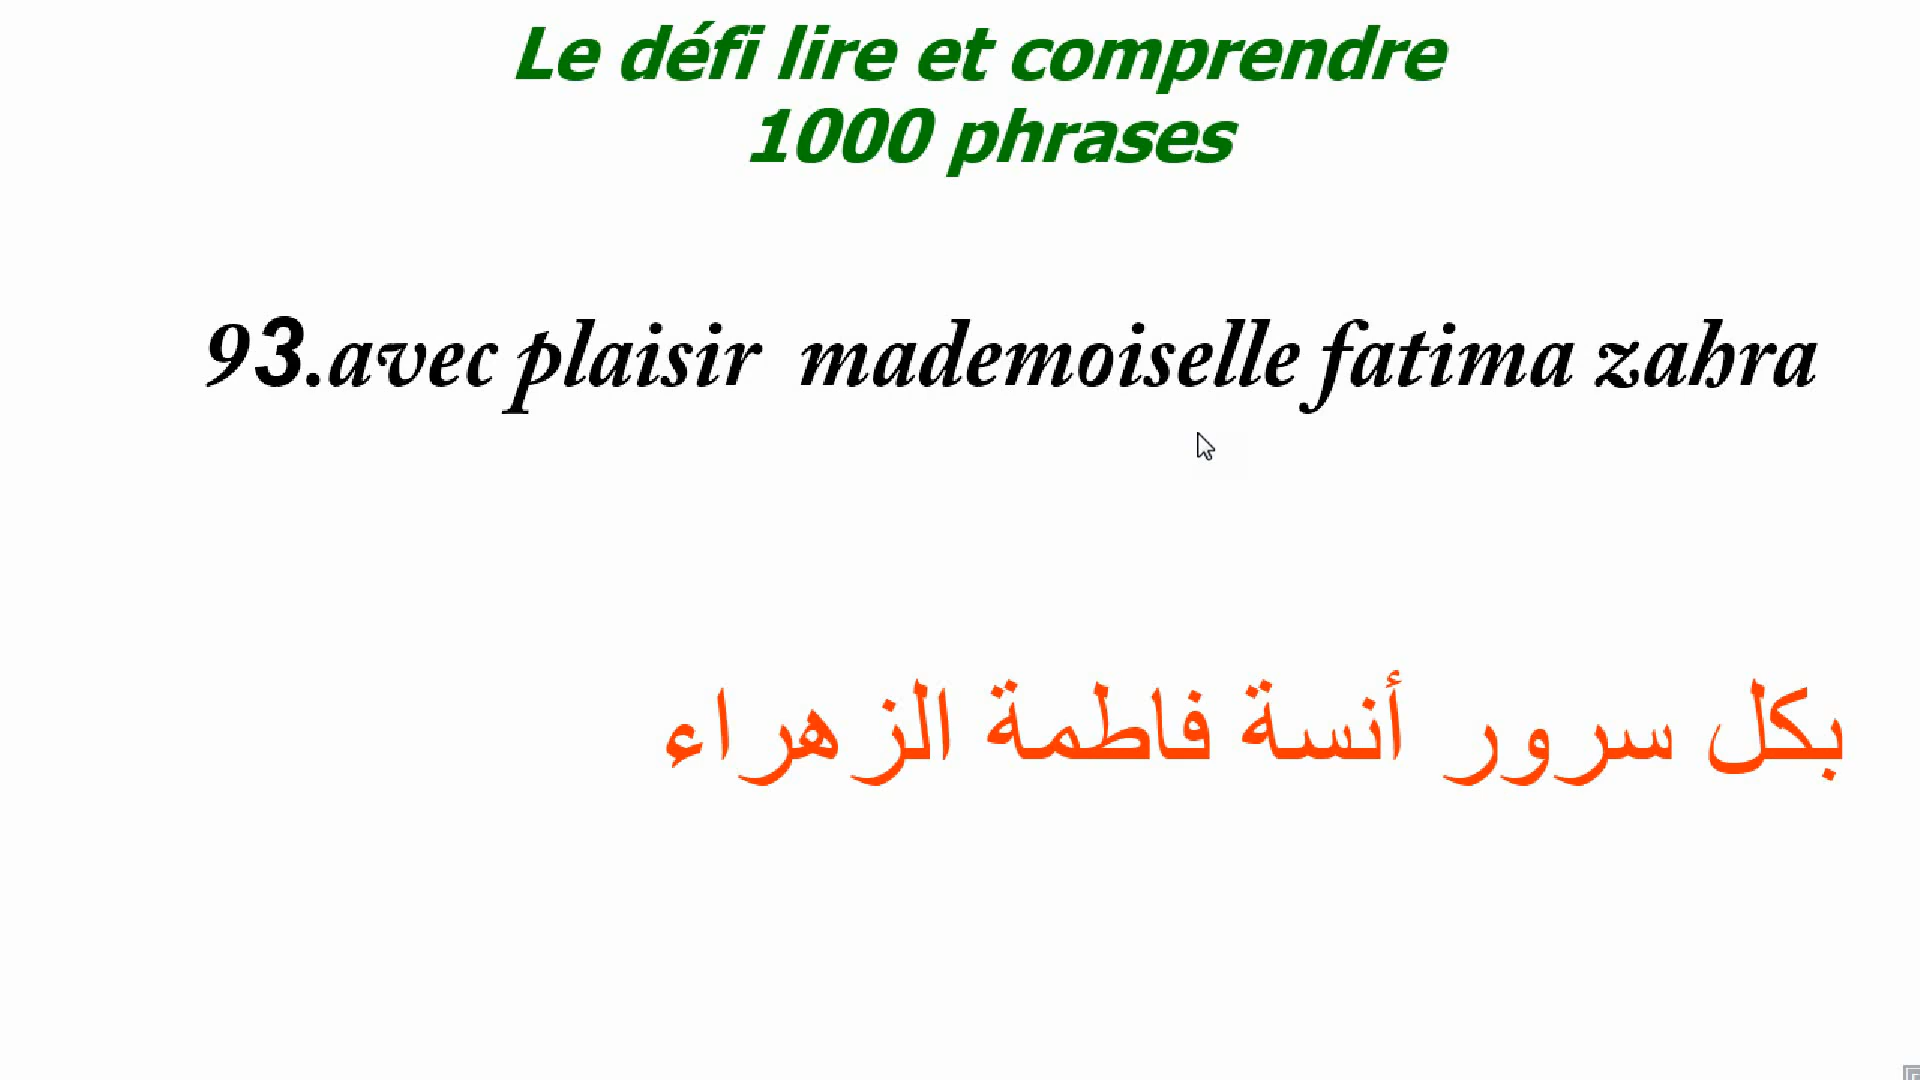 Le défi lire et comprendre
1000 phrases
93.avec plaisir mademoiselle fatima zahra
بكل سرور أنسة فاطمة الزهراء